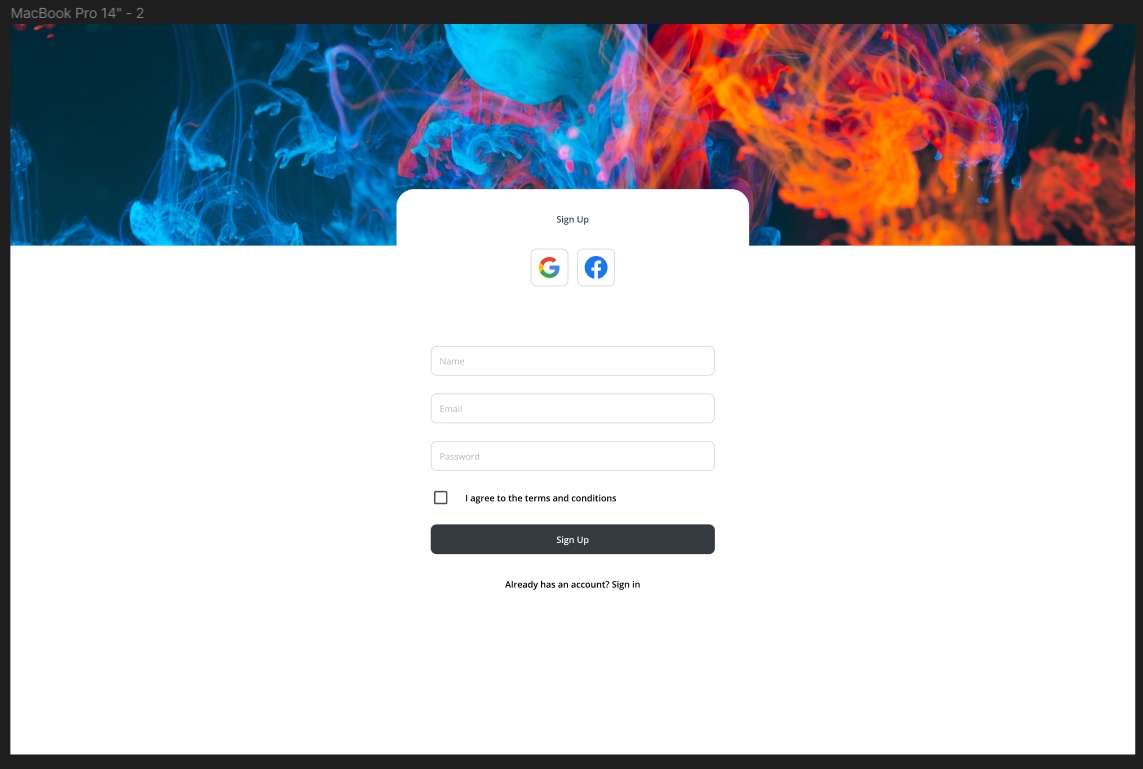 MacBook Pro 14" - 2
Sign Up
Name
Email
Password
I agree to the terms and conditions
Sign Up
Already has an account? Sign in